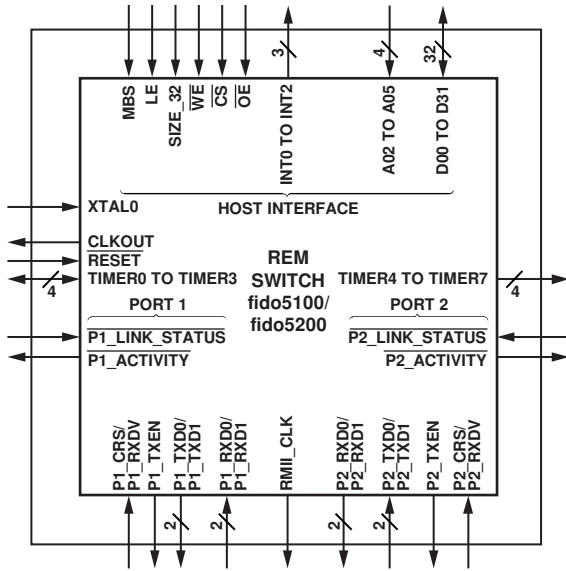 3
4
32
MBS
LE
SIZE_32
WE
CS
OE
INT0 TO INT2
A02 TO A05
D00 TO D31
XTAL0
HOST INTERFACE
CLKOUT
RESET
TIMER0 TO TIMER3
4
REM
SWITCH
fido5100/
fido5200
TIMER4 TO TIMER7
4
PORT 1
PORT 2
P1_LINK_STATUS
P1_ACTIVITY
P2_LINK_STATUS
P2_ACTIVITY
P1_CRS/
P1_RXDV
P1_TXEN
P1_TXD0/
P1_TXD1
P1_RXD0/
P1_RXD1
RMII_CLK
P2_RXD0/
P2_RXD1
P2_TXD0/
P2_TXD1
P2_TXEN
P2_CRS/
P2_RXDV
2
2
2
2